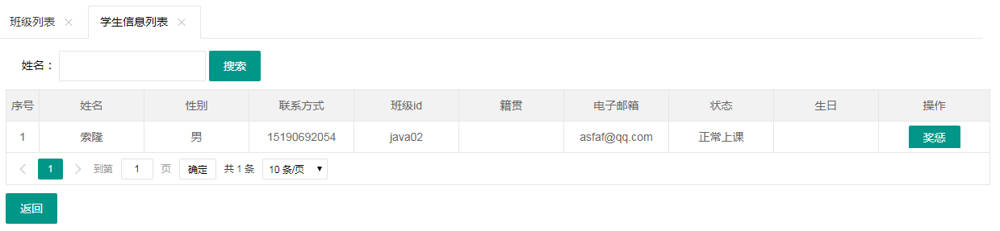 班级列表 学生信息列表
姓名： 搜索
序号 姓名 性别 联系方式 班级id 籍贯 电子邮箱 状态 生日 操作
1 索隆 男 15190692054 java02 asfaf@qq.com 正常上课 奖惩
1 到第 1 页 确定 共 1 条 10 条/页
返回